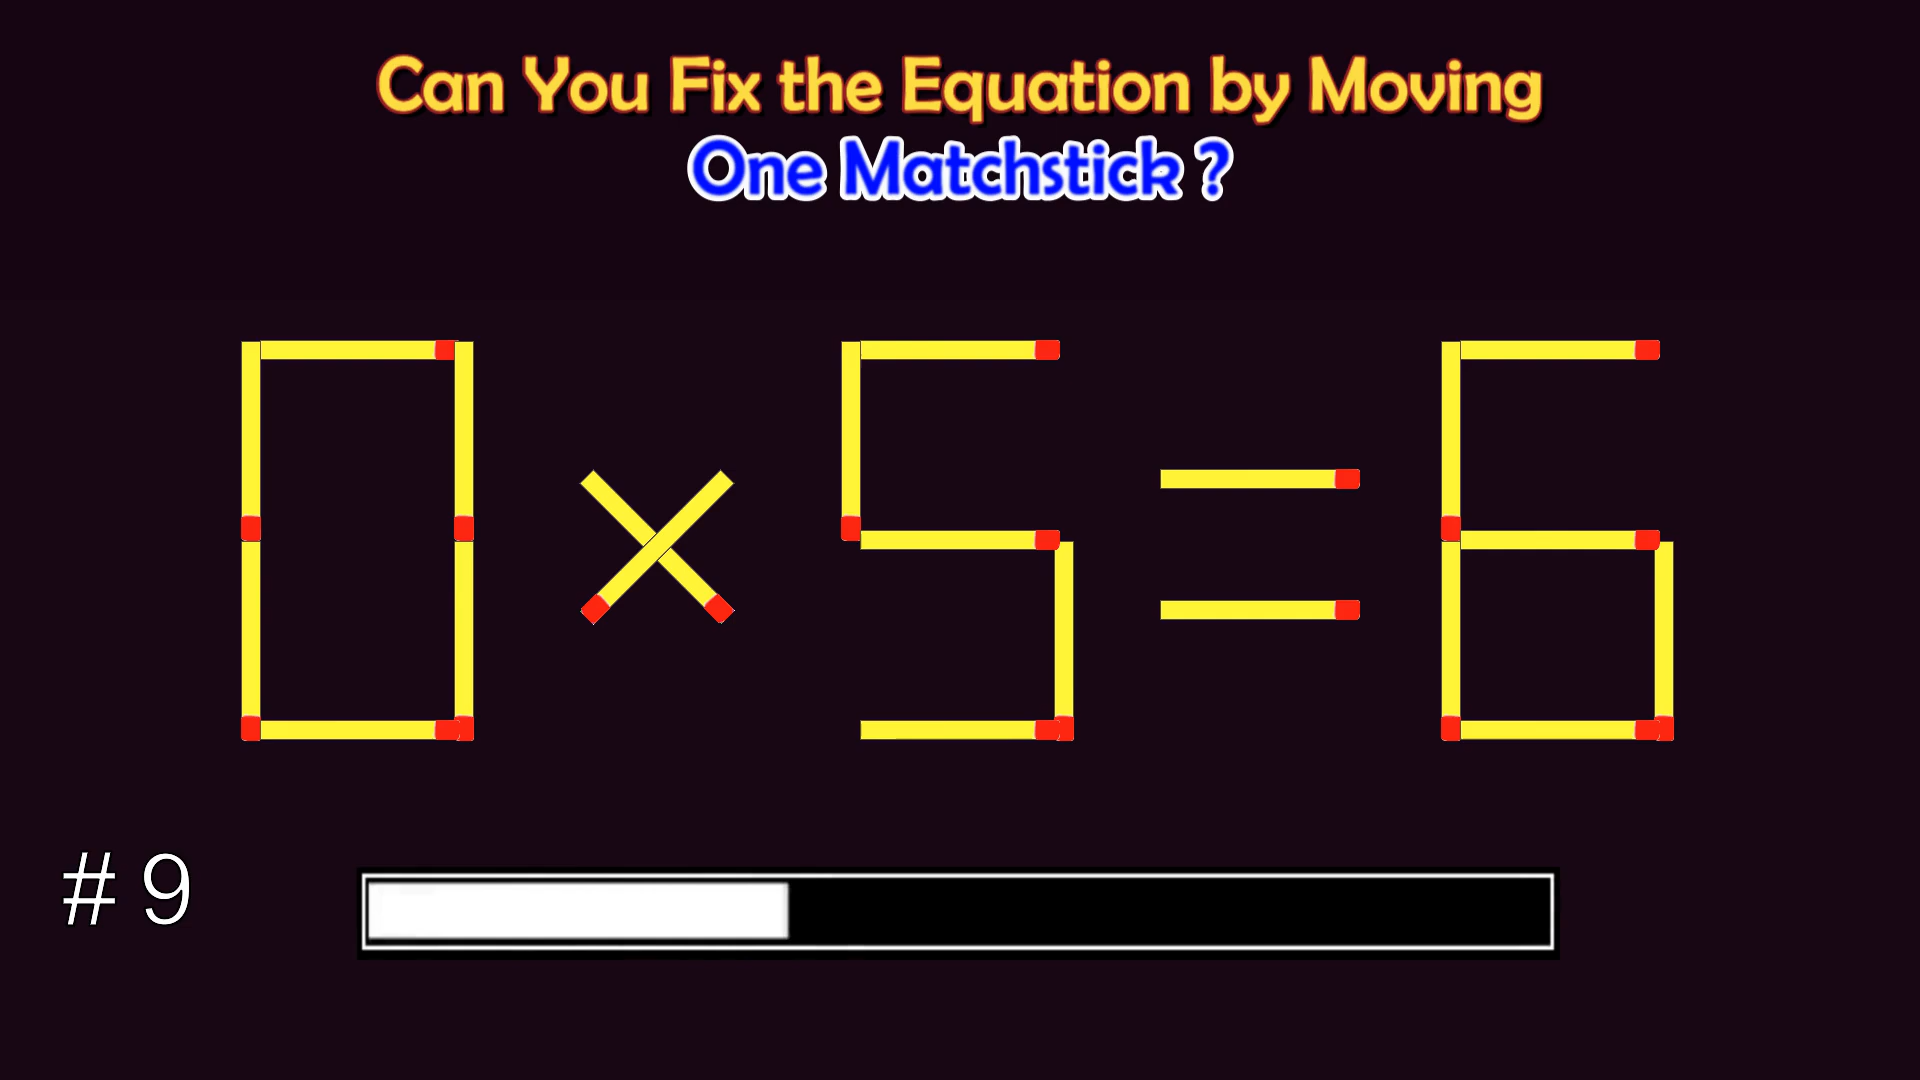 Can You Fix the Equation by Moving
One Matchstick ?
0 × 5 = 6
# 9